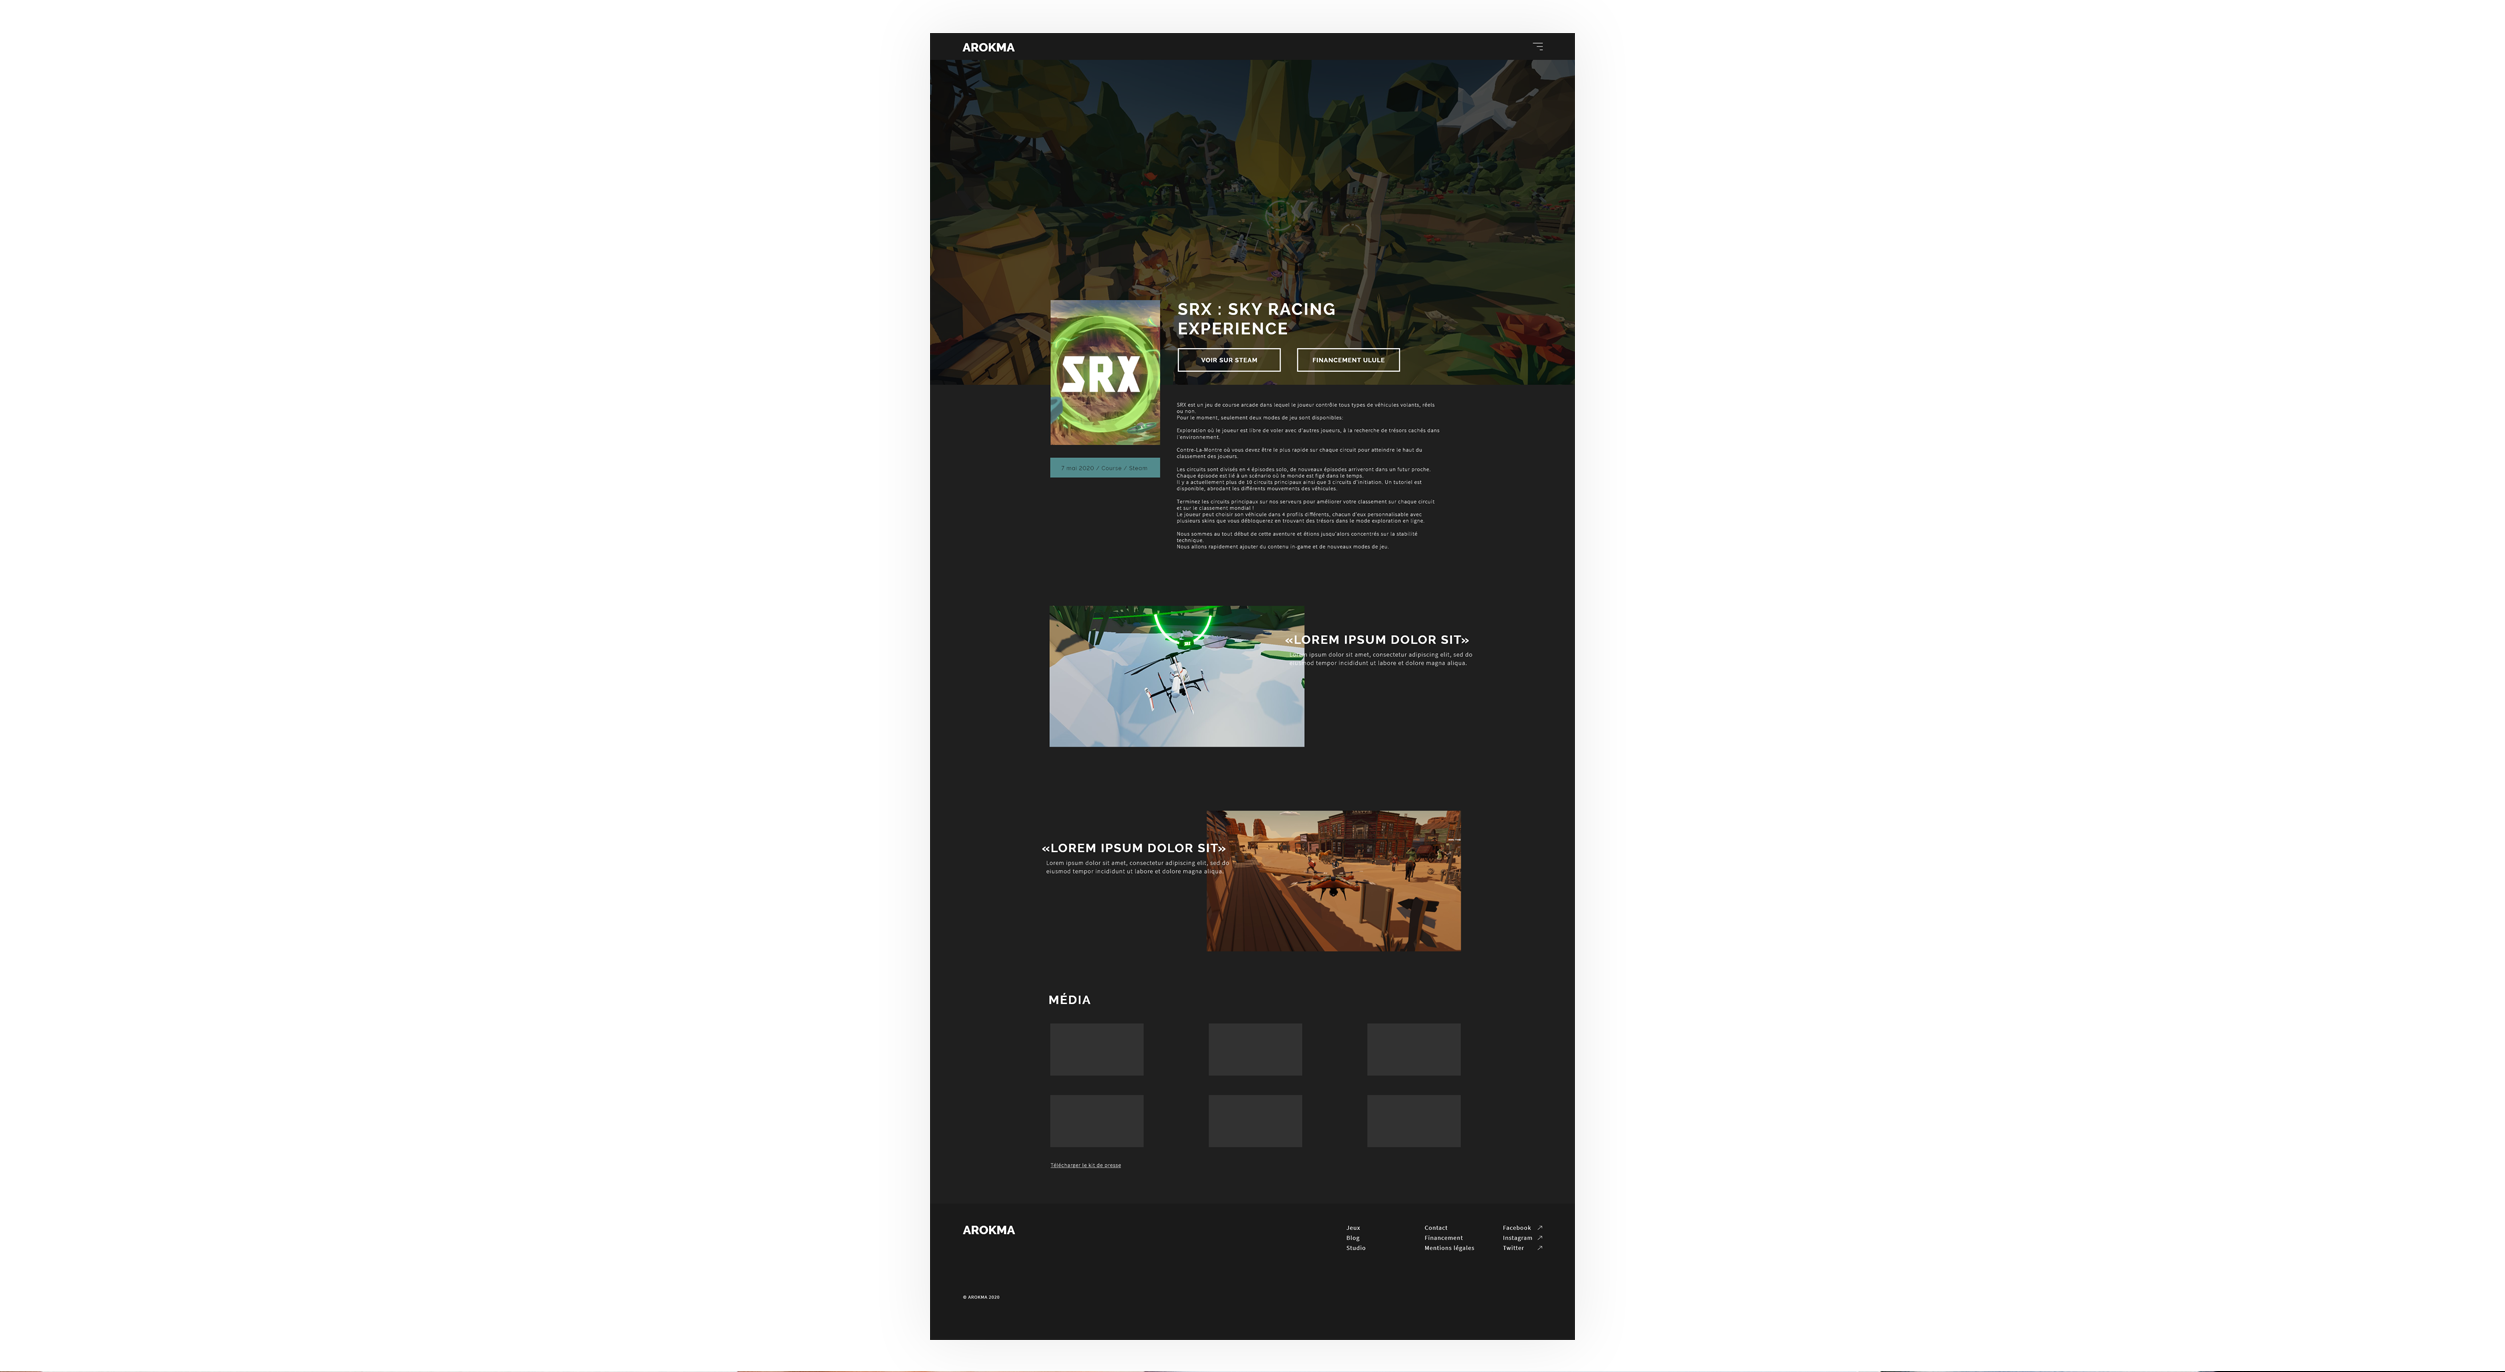 AROKMA
SRX : SKY RACING
EXPERIENCE
VOIR SUR STEAM
FINANCEMENT ULULE
SRX
7 mai 2020 / Course / Steam
SRX est un jeu de course arcade dans lequel le joueur contrôle tous types de véhicules volants, réels
ou non.
Pour le moment, seulement deux modes de jeu sont disponibles:
Exploration où le joueur est libre de voler avec d'autres joueurs, à la recherche de trésors cachés dans
l'environnement.
Contre-La-Montre où vous devez être le plus rapide sur chaque circuit pour atteindre le haut du
classement des joueurs.
Les circuits sont divisés en 4 épisodes solo, de nouveaux épisodes arriveront dans un futur proche.
Chaque épisode est lié à un scénario où le monde est figé dans le temps.
Il y a actuellement plus de 10 circuits principaux ainsi que 3 circuits d'initiation. Un tutoriel est
disponible, abrodant les différents mouvements des véhicules.
Terminez les circuits principaux sur nos serveurs pour améliorer votre classement sur chaque circuit
et sur le classement mondial !
Le joueur peut choisir son véhicule dans 4 profils différents, chacun d'eux personnalisable avec
plusieurs skins que vous débloquerez en trouvant des trésors dans le mode exploration en ligne.
Nous sommes au tout début de cette aventure et étions jusqu'alors concentrés sur la stabilité
technique.
Nous allons rapidement ajouter du contenu in-game et de nouveaux modes de jeu.
«LOREM IPSUM DOLOR SIT»
Lorem ipsum dolor sit amet, consectetur adipiscing elit, sed do
eiusmod tempor incididunt ut labore et dolore magna aliqua.
«LOREM IPSUM DOLOR SIT»
Lorem ipsum dolor sit amet, consectetur adipiscing elit, sed do
eiusmod tempor incididunt ut labore et dolore magna aliqua.
MÉDIA
Télécharger le kit de presse
AROKMA
Jeux
Blog
Studio
Contact
Financement
Mentions légales
Facebook
Instagram
Twitter
© AROKMA 2020